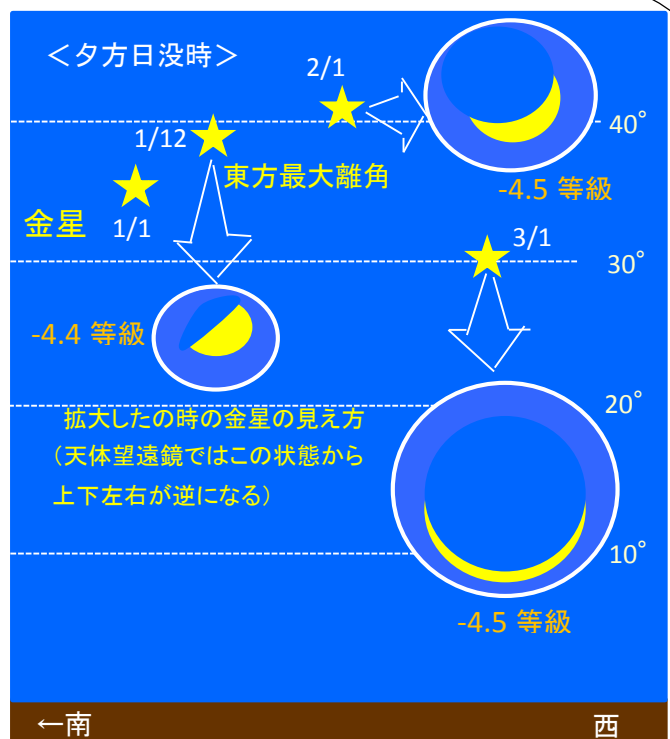 ＜夕方日没時＞
2/1
1/12
40°
東方最大離角
-4.5 等級
金星
1/1
3/1
30°
-4.4 等級
20°
拡大したの時の金星の見え方
（天体望遠鏡ではこの状態から
上下左右が逆になる）
10°
-4.5 等級
←南
西